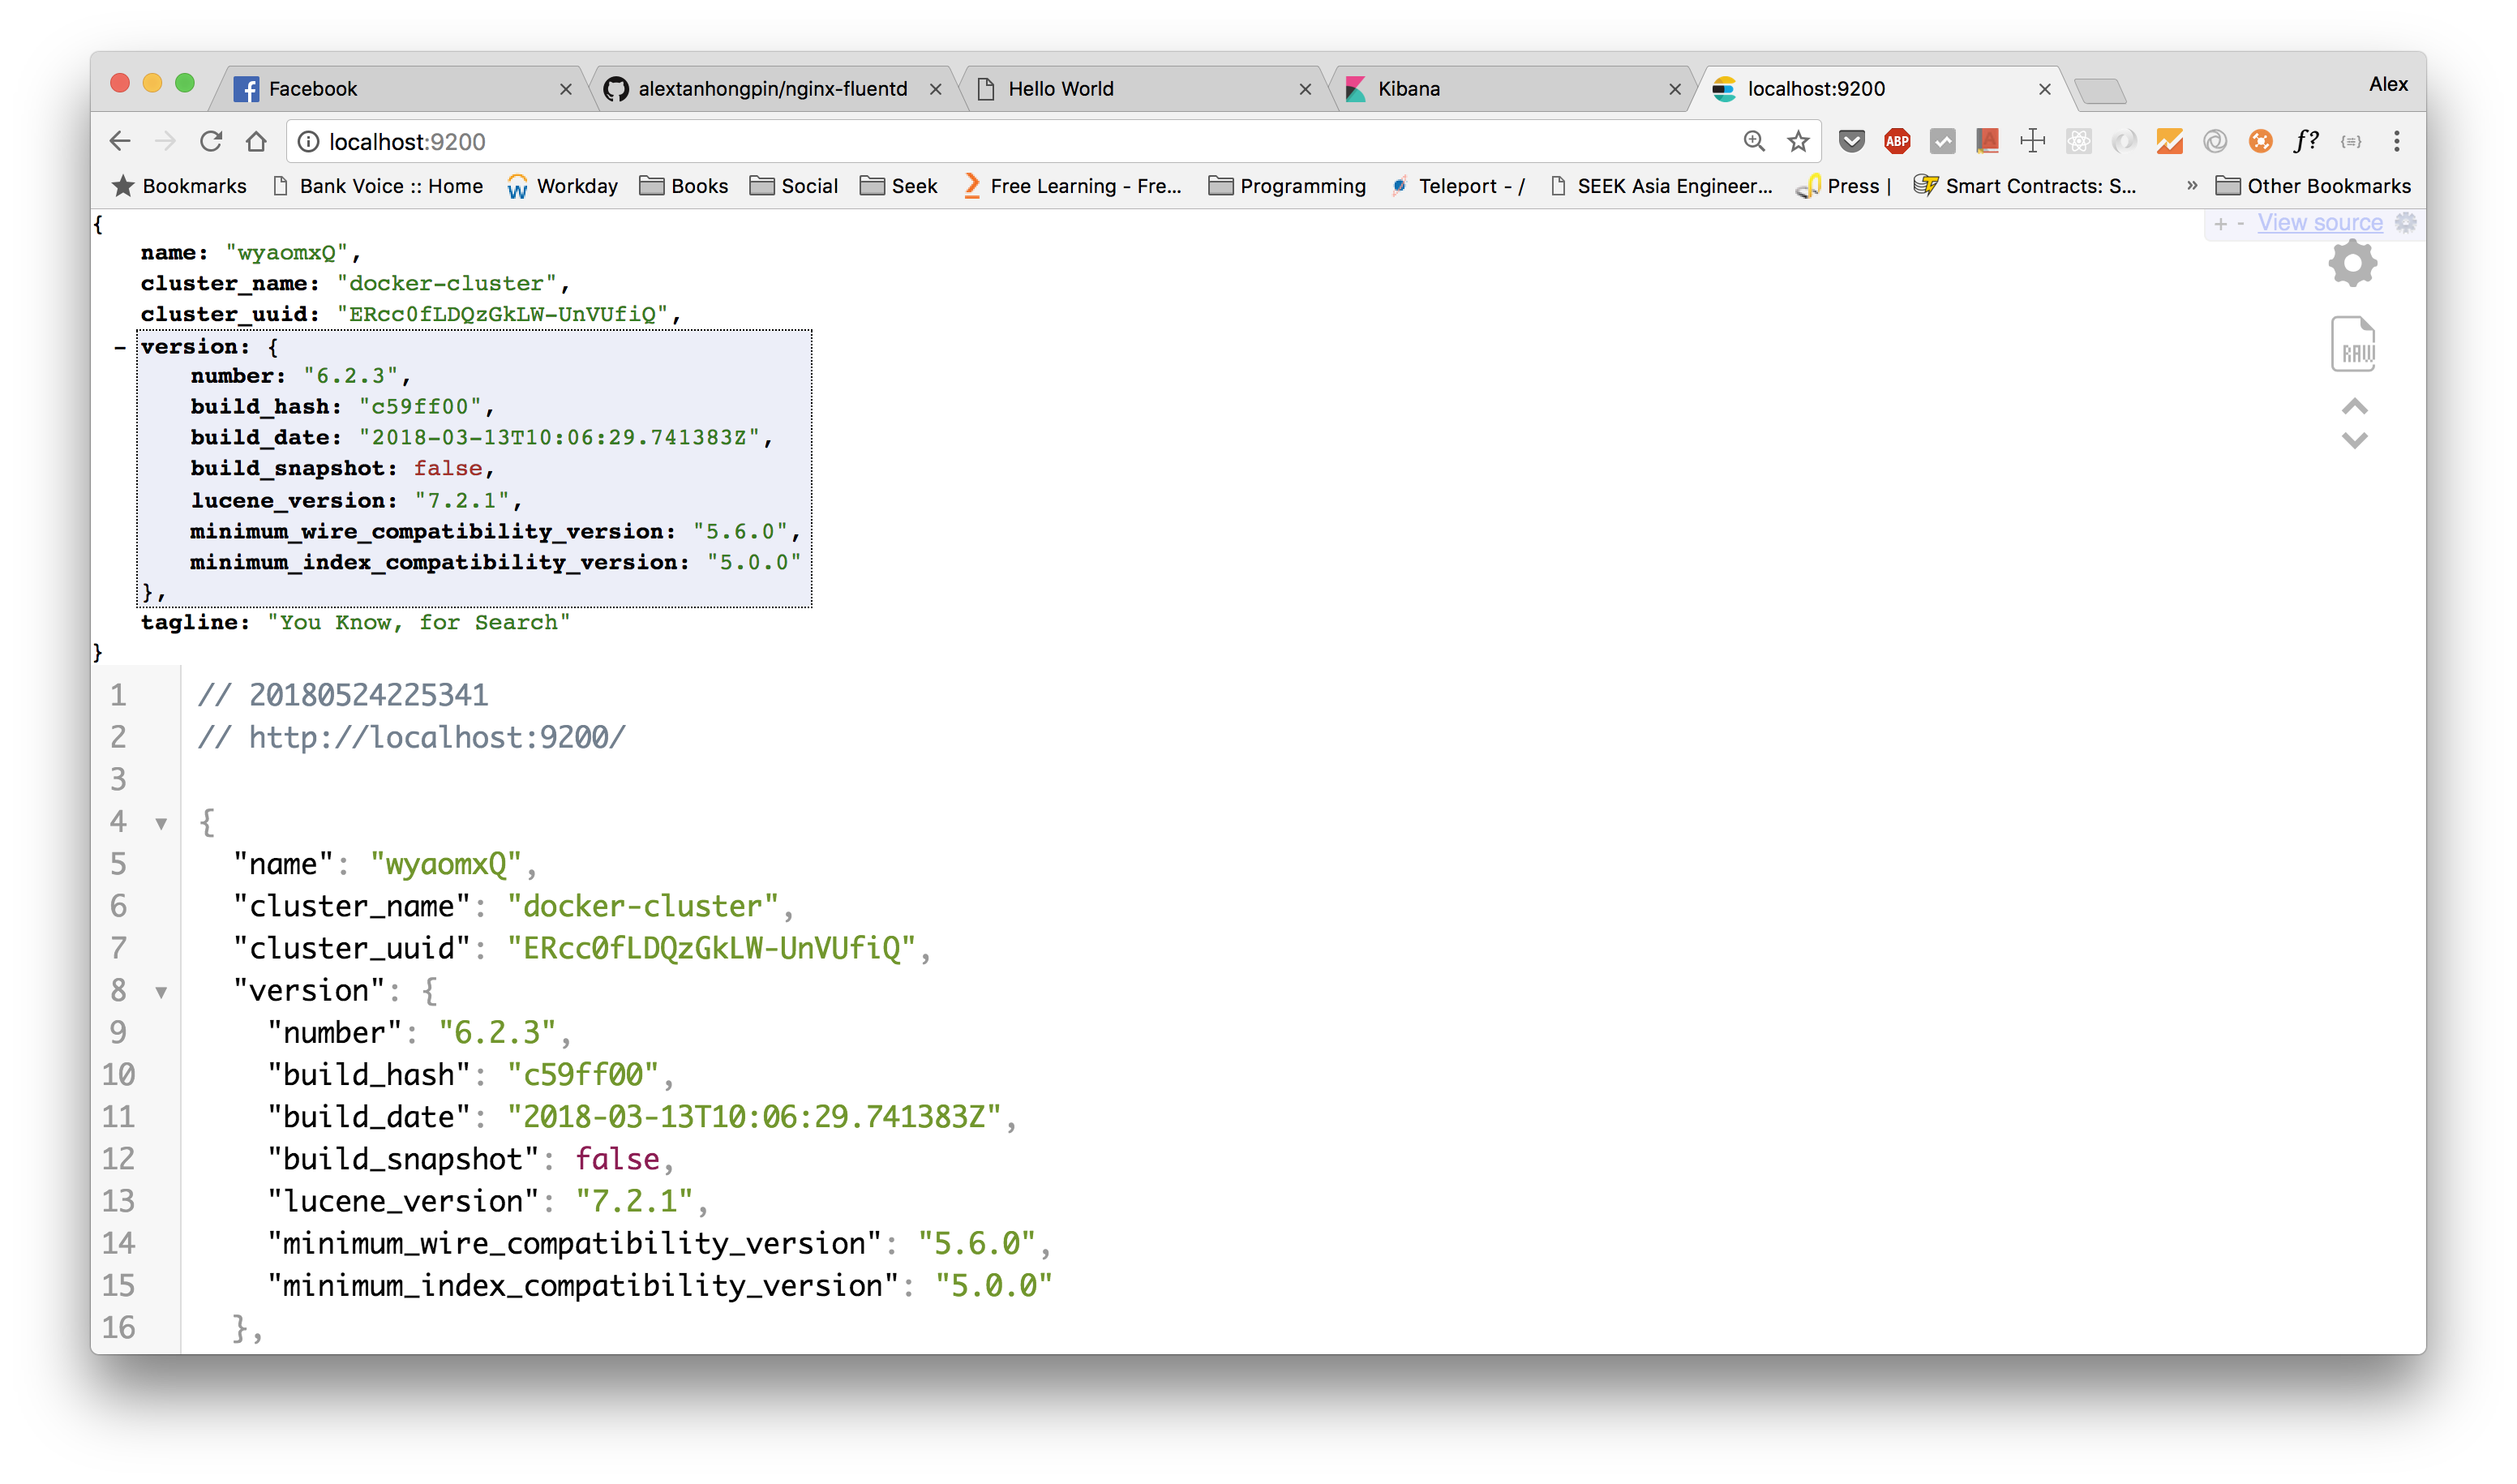 Facebook
alextanhongpin/nginx-fluentd
Hello World
Kibana
localhost:9200
Alex
localhost:9200
ABP
f?
Bookmarks
Bank Voice :: Home
Workday
Books
Social
Seek
Free Learning - Fre...
Programming
Teleport - /
SEEK Asia Engineer...
Press |
Smart Contracts: S...
»
Other Bookmarks
+ - View source
RAW
{
name: "wyaomxQ",
cluster_name: "docker-cluster",
cluster_uuid: "ERcc0fLDQzGkLW-UnVUfiQ",
- version: {
number: "6.2.3",
build_hash: "c59ff00",
build_date: "2018-03-13T10:06:29.741383Z",
build_snapshot: false,
lucene_version: "7.2.1",
minimum_wire_compatibility_version: "5.6.0",
minimum_index_compatibility_version: "5.0.0"
},
tagline: "You Know, for Search"
}
1 // 20180524225341
2 // http://localhost:9200/
3
4 {
5 "name": "wyaomxQ",
6 "cluster_name": "docker-cluster",
7 "cluster_uuid": "ERcc0fLDQzGkLW-UnVUfiQ",
8 "version": {
9 "number": "6.2.3",
10 "build_hash": "c59ff00",
11 "build_date": "2018-03-13T10:06:29.741383Z",
12 "build_snapshot": false,
13 "lucene_version": "7.2.1",
14 "minimum_wire_compatibility_version": "5.6.0",
15 "minimum_index_compatibility_version": "5.0.0"
16 },